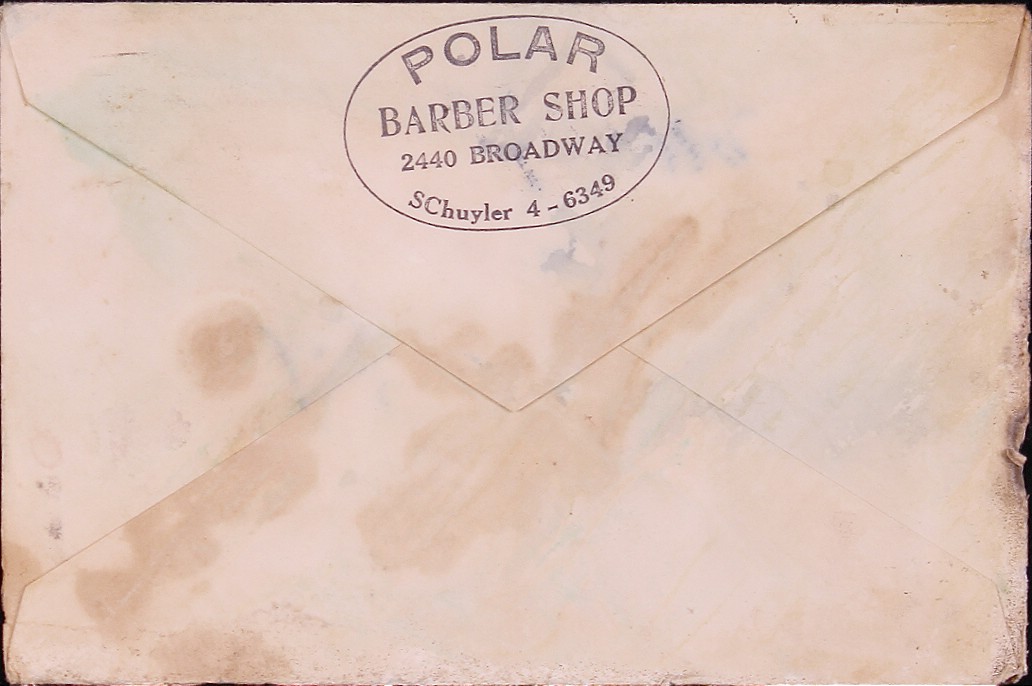 POLAR
BARBER SHOP
2440 BROADWAY
SChuyler 4-6349